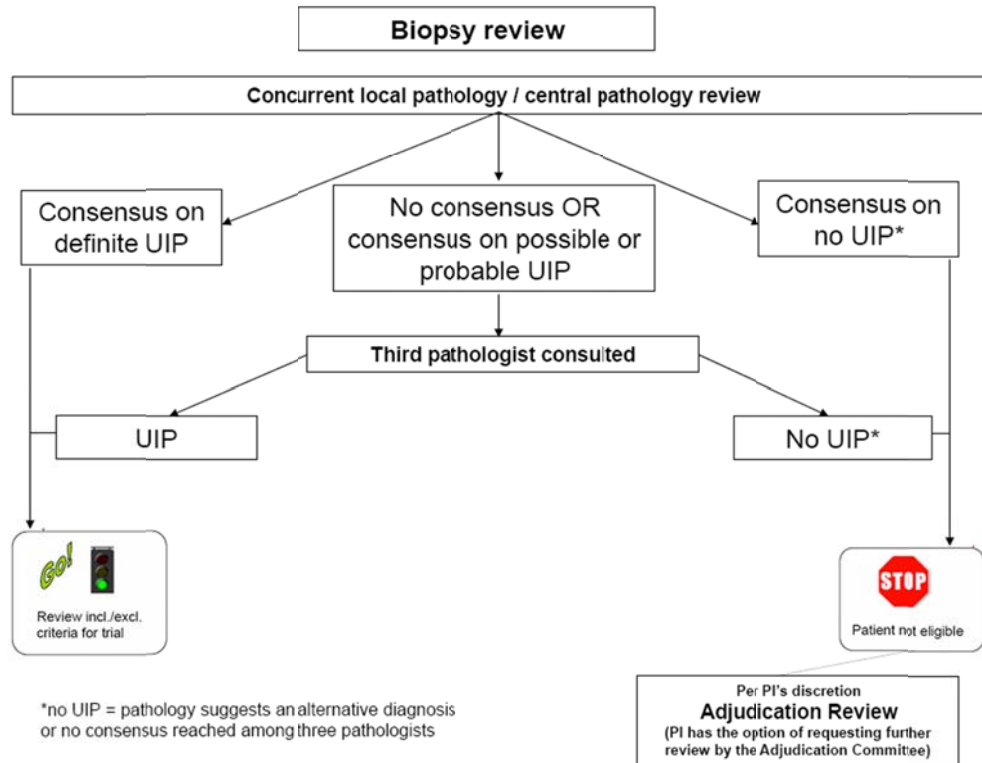 Biopsy review
Concurrent local pathology / central pathology review
Consensus on
definite UIP
No consensus OR
consensus on possible or
probable UIP
Consensus on
no UIP*
Third pathologist consulted
UIP
No UIP*
GO!
Review incl./excl.
criteria for trial
STOP
Patient not eligible
*no UIP = pathology suggests an alternative diagnosis
or no consensus reached among three pathologists
Per PI's discretion
Adjudication Review
(PI has the option of requesting further
review by the Adjudication Committee)